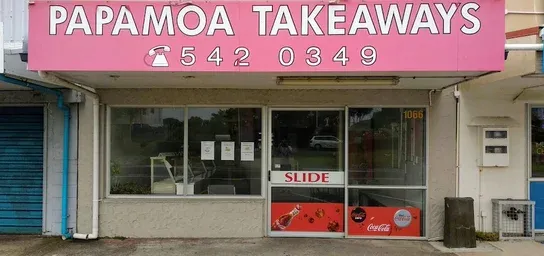 PAPAMOA TAKEAWAYS
542 0349
1066
SLIDE
Coca-Cola